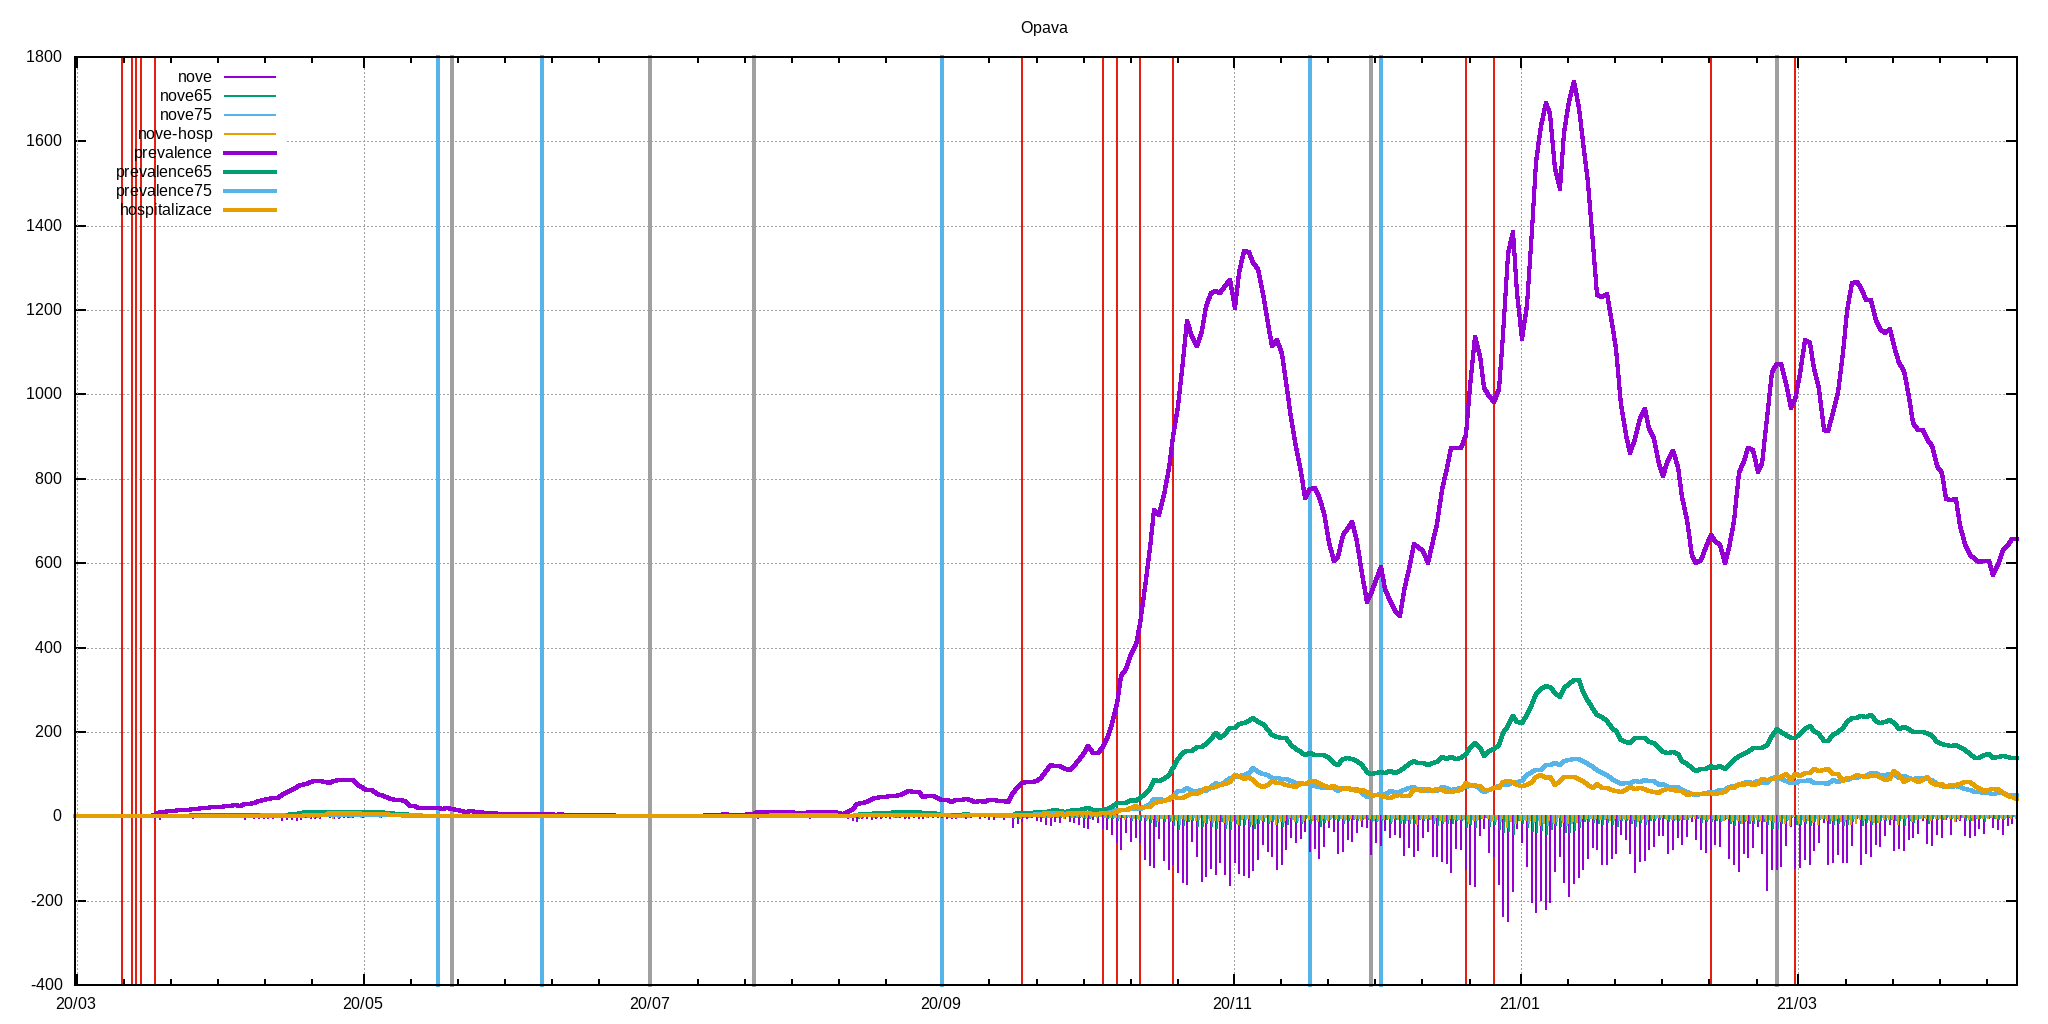 Opava
1800
1600
1400
1200
1000
800
600
400
200
0
-200
-400
nove
nove65
nove75
nove-hosp
prevalence
prevalence65
prevalence75
hospitalizace
20/03 20/05 20/07 20/09 20/11 21/01 21/03